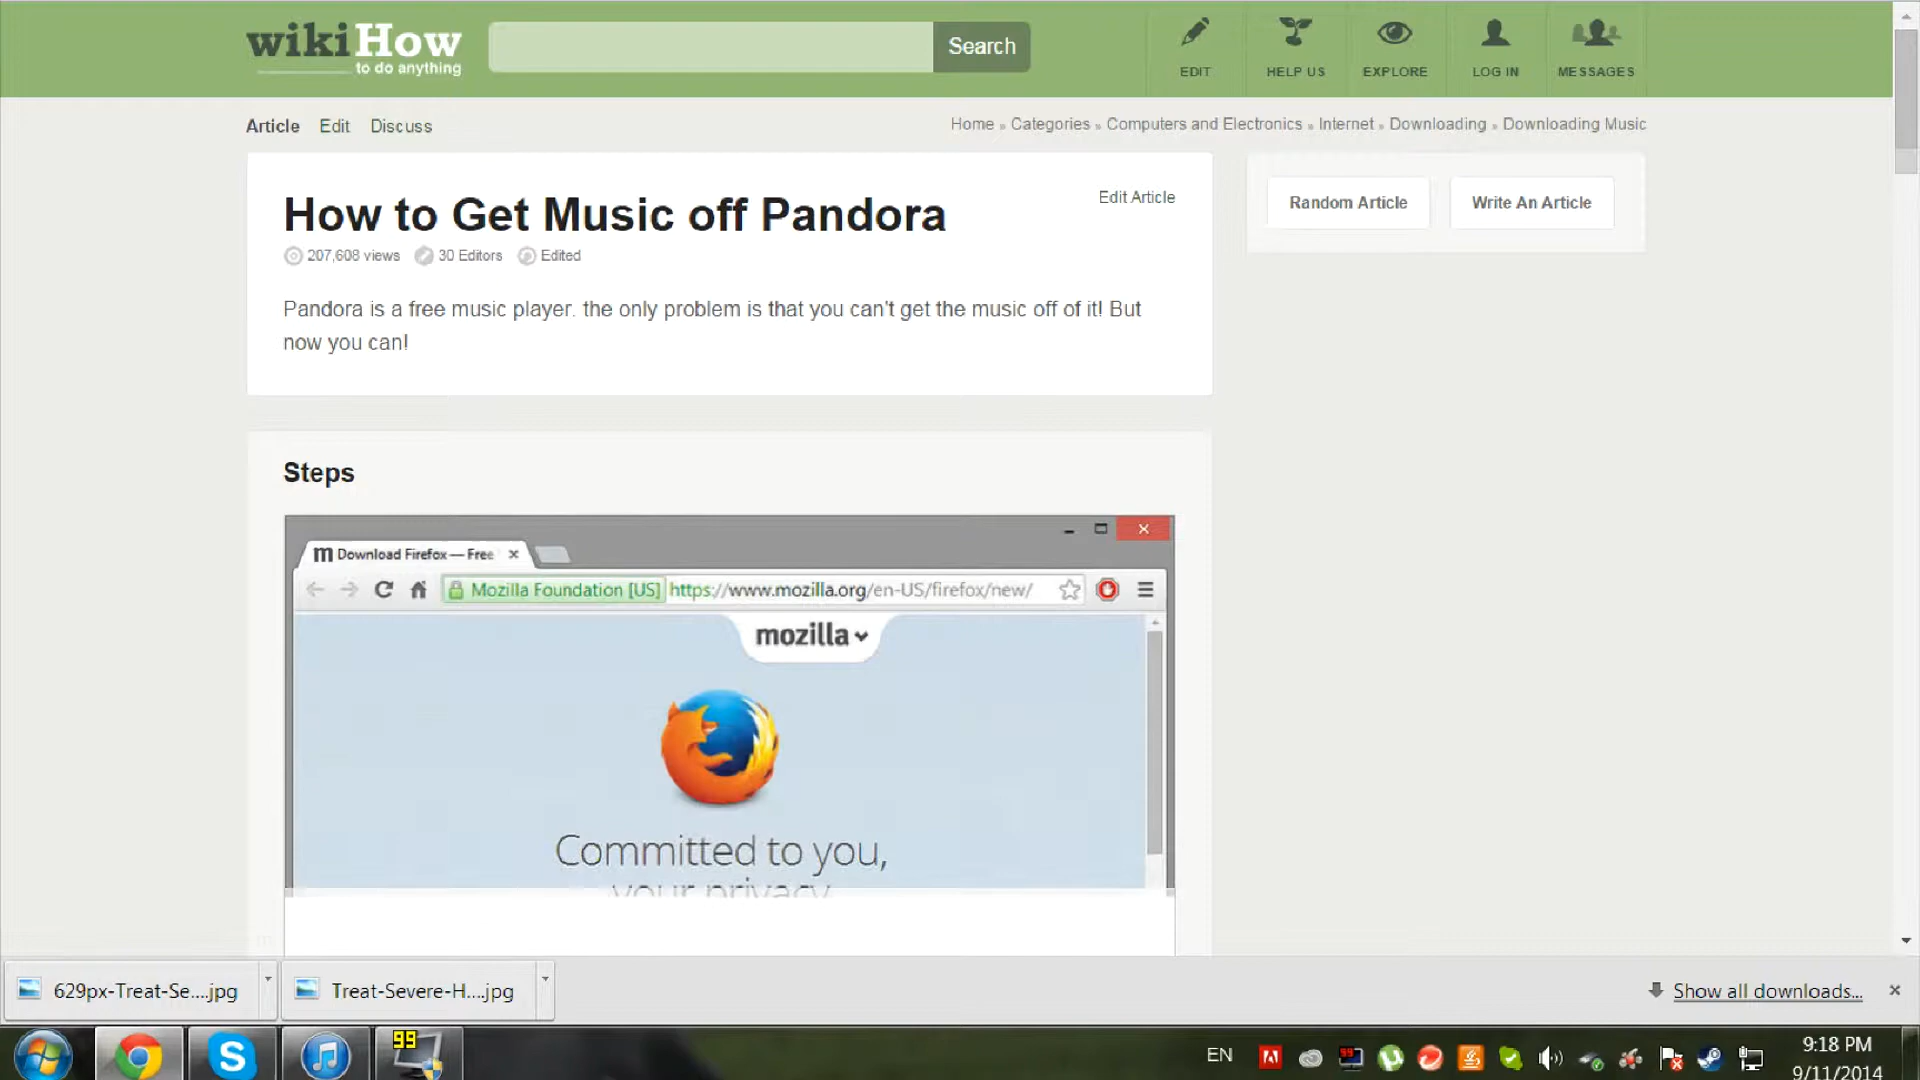 wikiHow
to do anything
Search
EDIT
HELP US
EXPLORE
LOG IN
MESSAGES
Article Edit Discuss
Home » Categories » Computers and Electronics » Internet » Downloading » Downloading Music
How to Get Music off Pandora
Edit Article
207,608 views 30 Editors Edited
Pandora is a free music player. the only problem is that you can't get the music off of it! But
now you can!
Random Article
Write An Article
Steps
m Download Firefox — Free
Mozilla Foundation [US] https://www.mozilla.org/en-US/firefox/new/
mozilla
Committed to you,
your privacy
629px-Treat-Se....jpg
Treat-Severe-H....jpg
Show all downloads...
S
99
EN
99
9:18 PM
9/11/2014